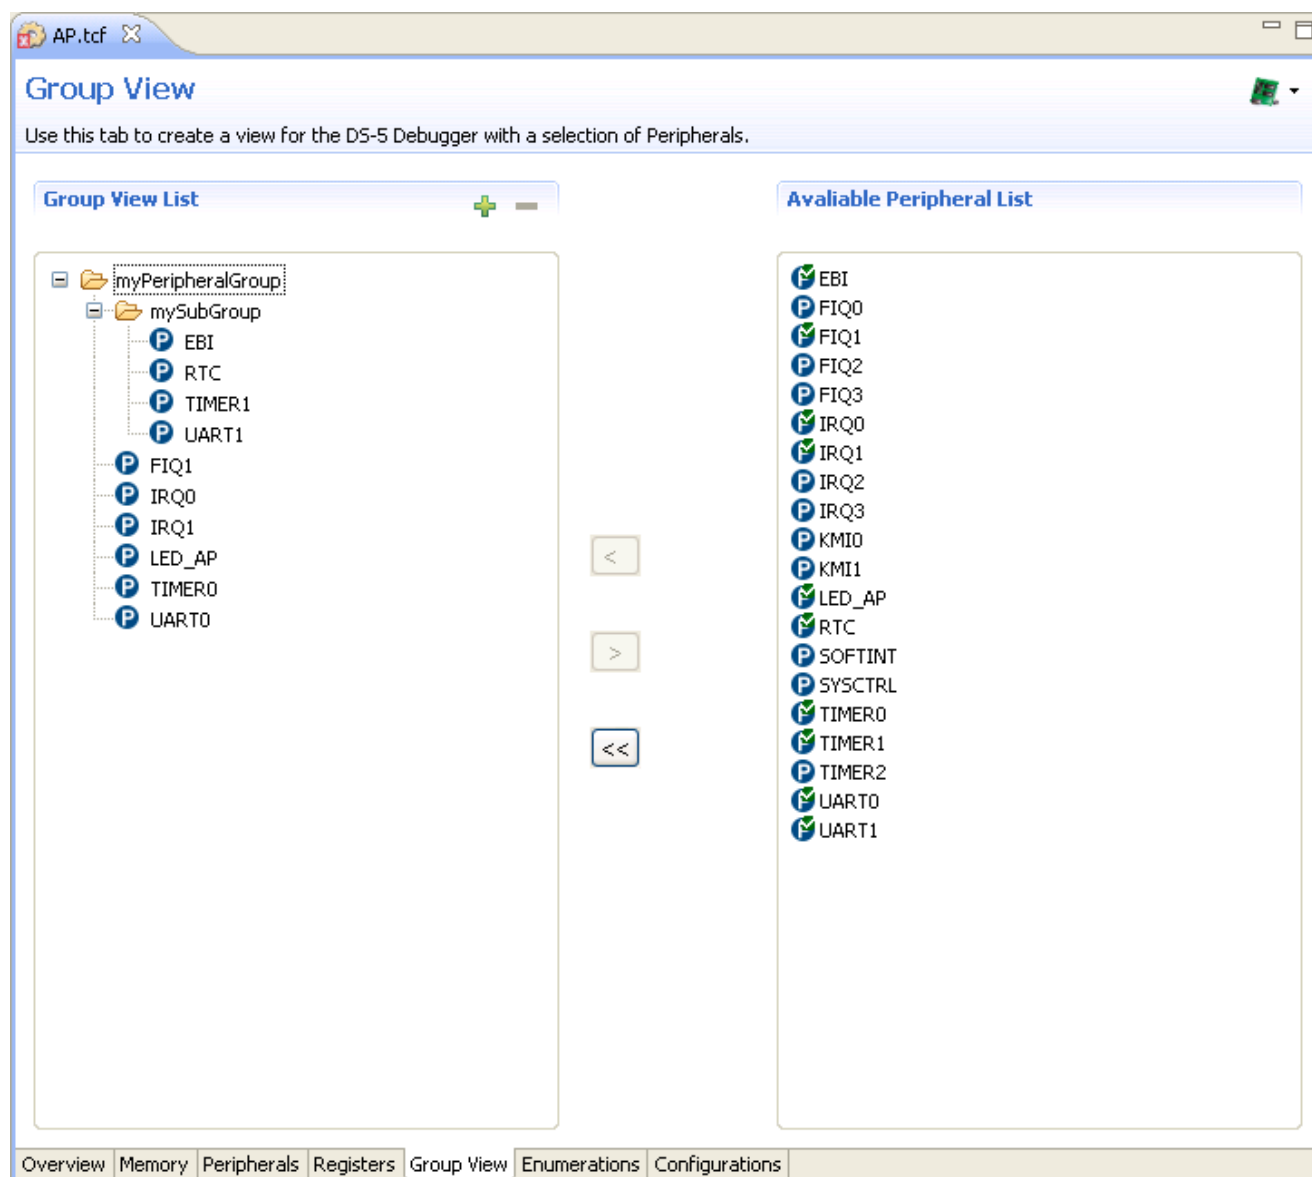 AP.tcf
Group View
Use this tab to create a view for the DS-5 Debugger with a selection of Peripherals.
Group View List
myPeripheralGroup
mySubGroup
P EBI
P RTC
P TIMER1
P UART1
P FIQ1
P IRQ0
P IRQ1
P LED_AP
P TIMER0
P UART0
<
>
<<
Avaliable Peripheral List
P EBI
P FIQ0
P FIQ1
P FIQ2
P FIQ3
P IRQ0
P IRQ1
P IRQ2
P IRQ3
P KMI0
P KMI1
P LED_AP
P RTC
P SOFTINT
P SYSCTRL
P TIMER0
P TIMER1
P TIMER2
P UART0
P UART1
Overview Memory Peripherals Registers Group View Enumerations Configurations